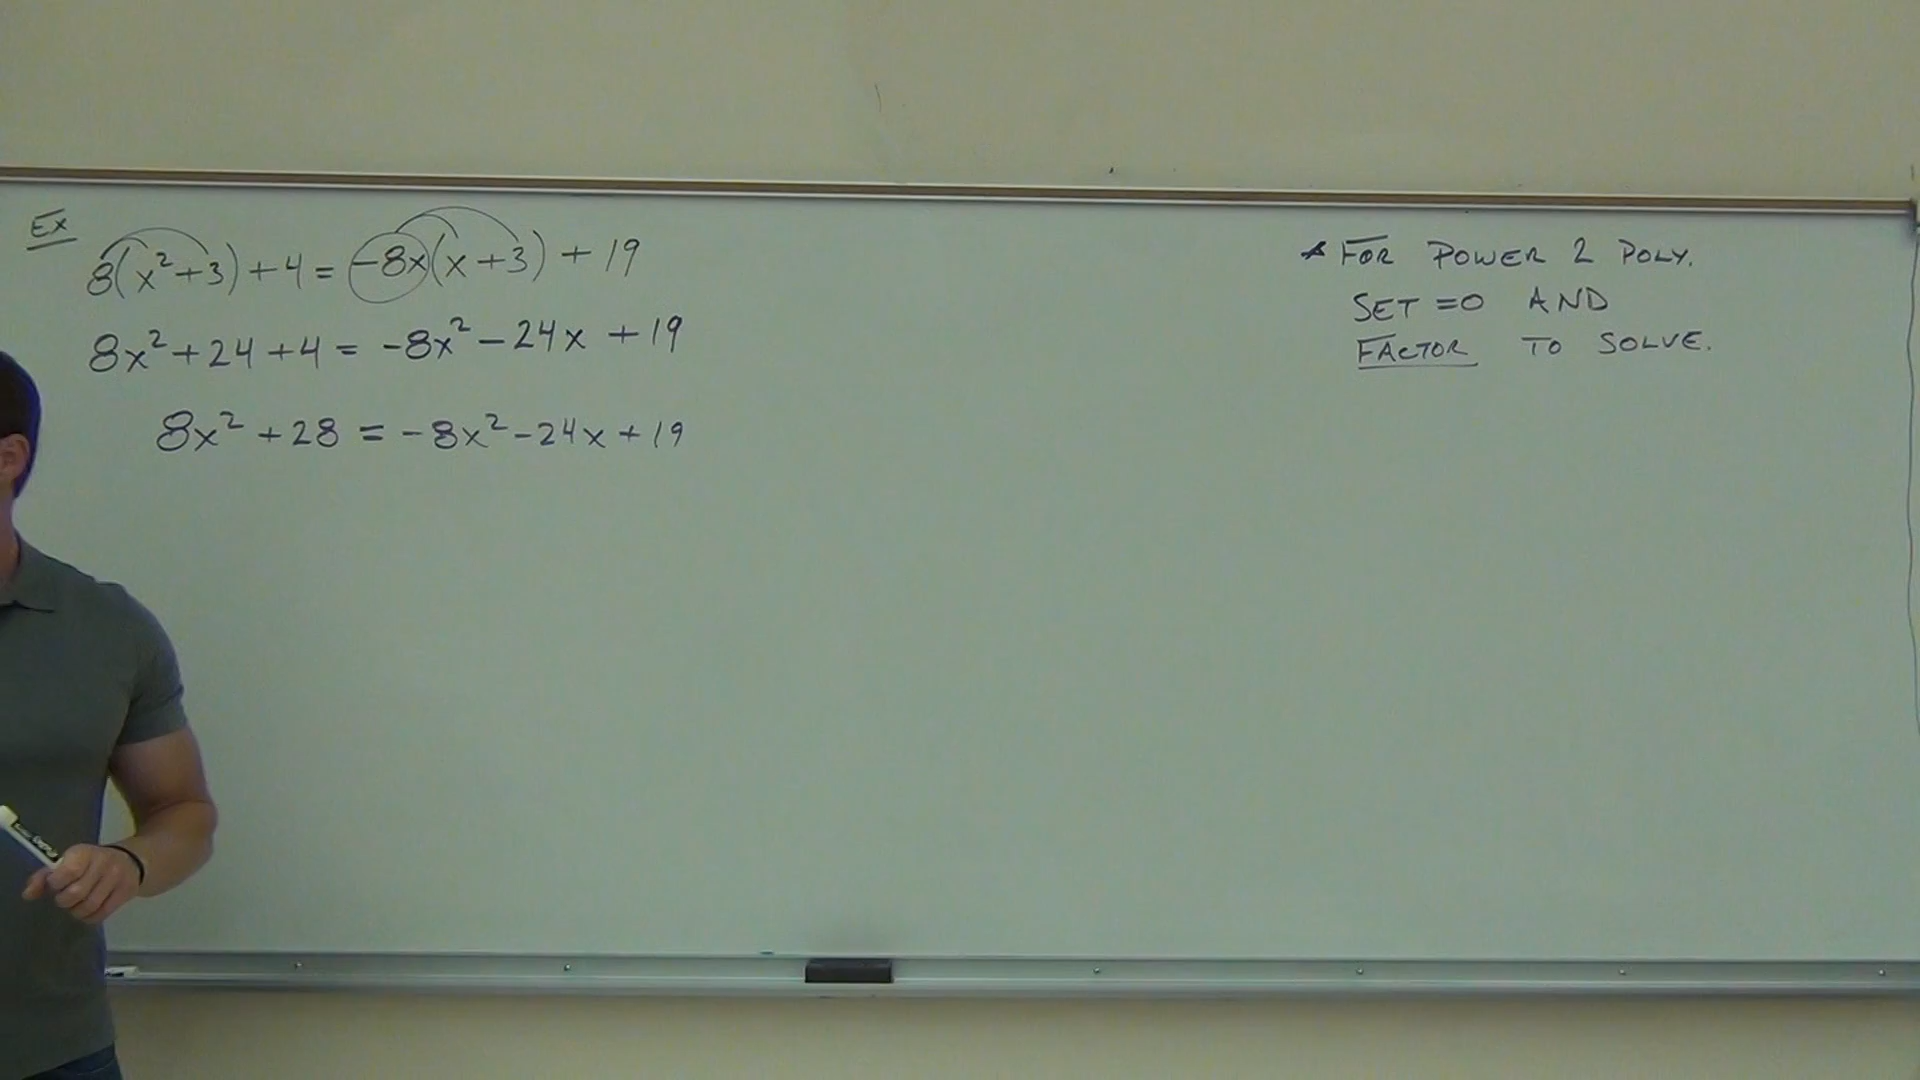 Ex
8(x²+3)+4 = -8x(x+3)+19
8x²+24+4 = -8x²-24x+19
8x²+28 = -8x²-24x+19
* FOR POWER 2 POLY.
SET =0 AND
FACTOR TO SOLVE.